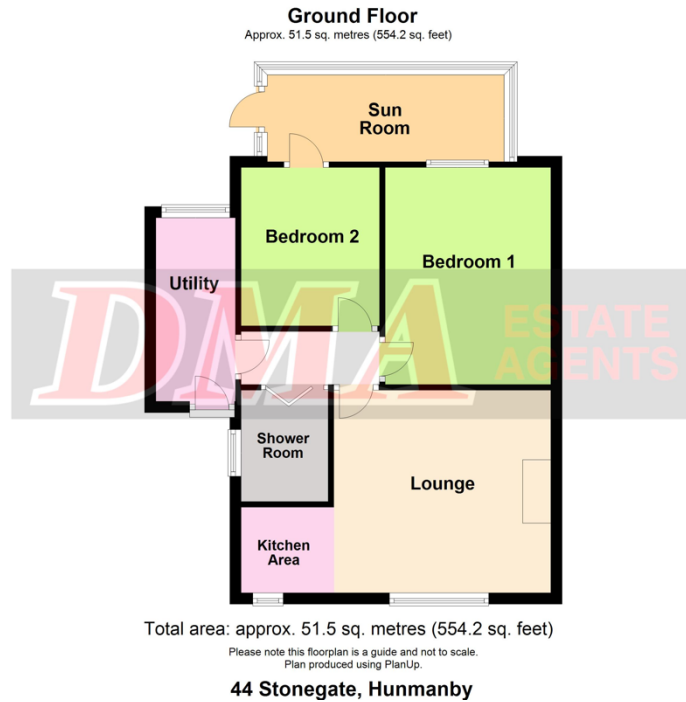 Ground Floor
Approx. 51.5 sq. metres (554.2 sq. feet)
Sun
Room
Bedroom 2
Bedroom 1
Utility
DMA
ESTATE
AGENTS
Shower
Room
Lounge
Kitchen
Area
Total area: approx. 51.5 sq. metres (554.2 sq. feet)
Please note this floorplan is a guide and not to scale.
Plan produced using PlanUp.
44 Stonegate, Hunmanby